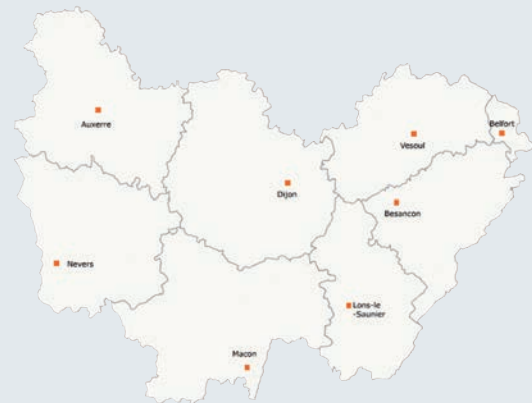 Auxerre
Belfort
Vesoul
Dijon
Besancon
Nevers
Lons-le
-Saunier
Macon